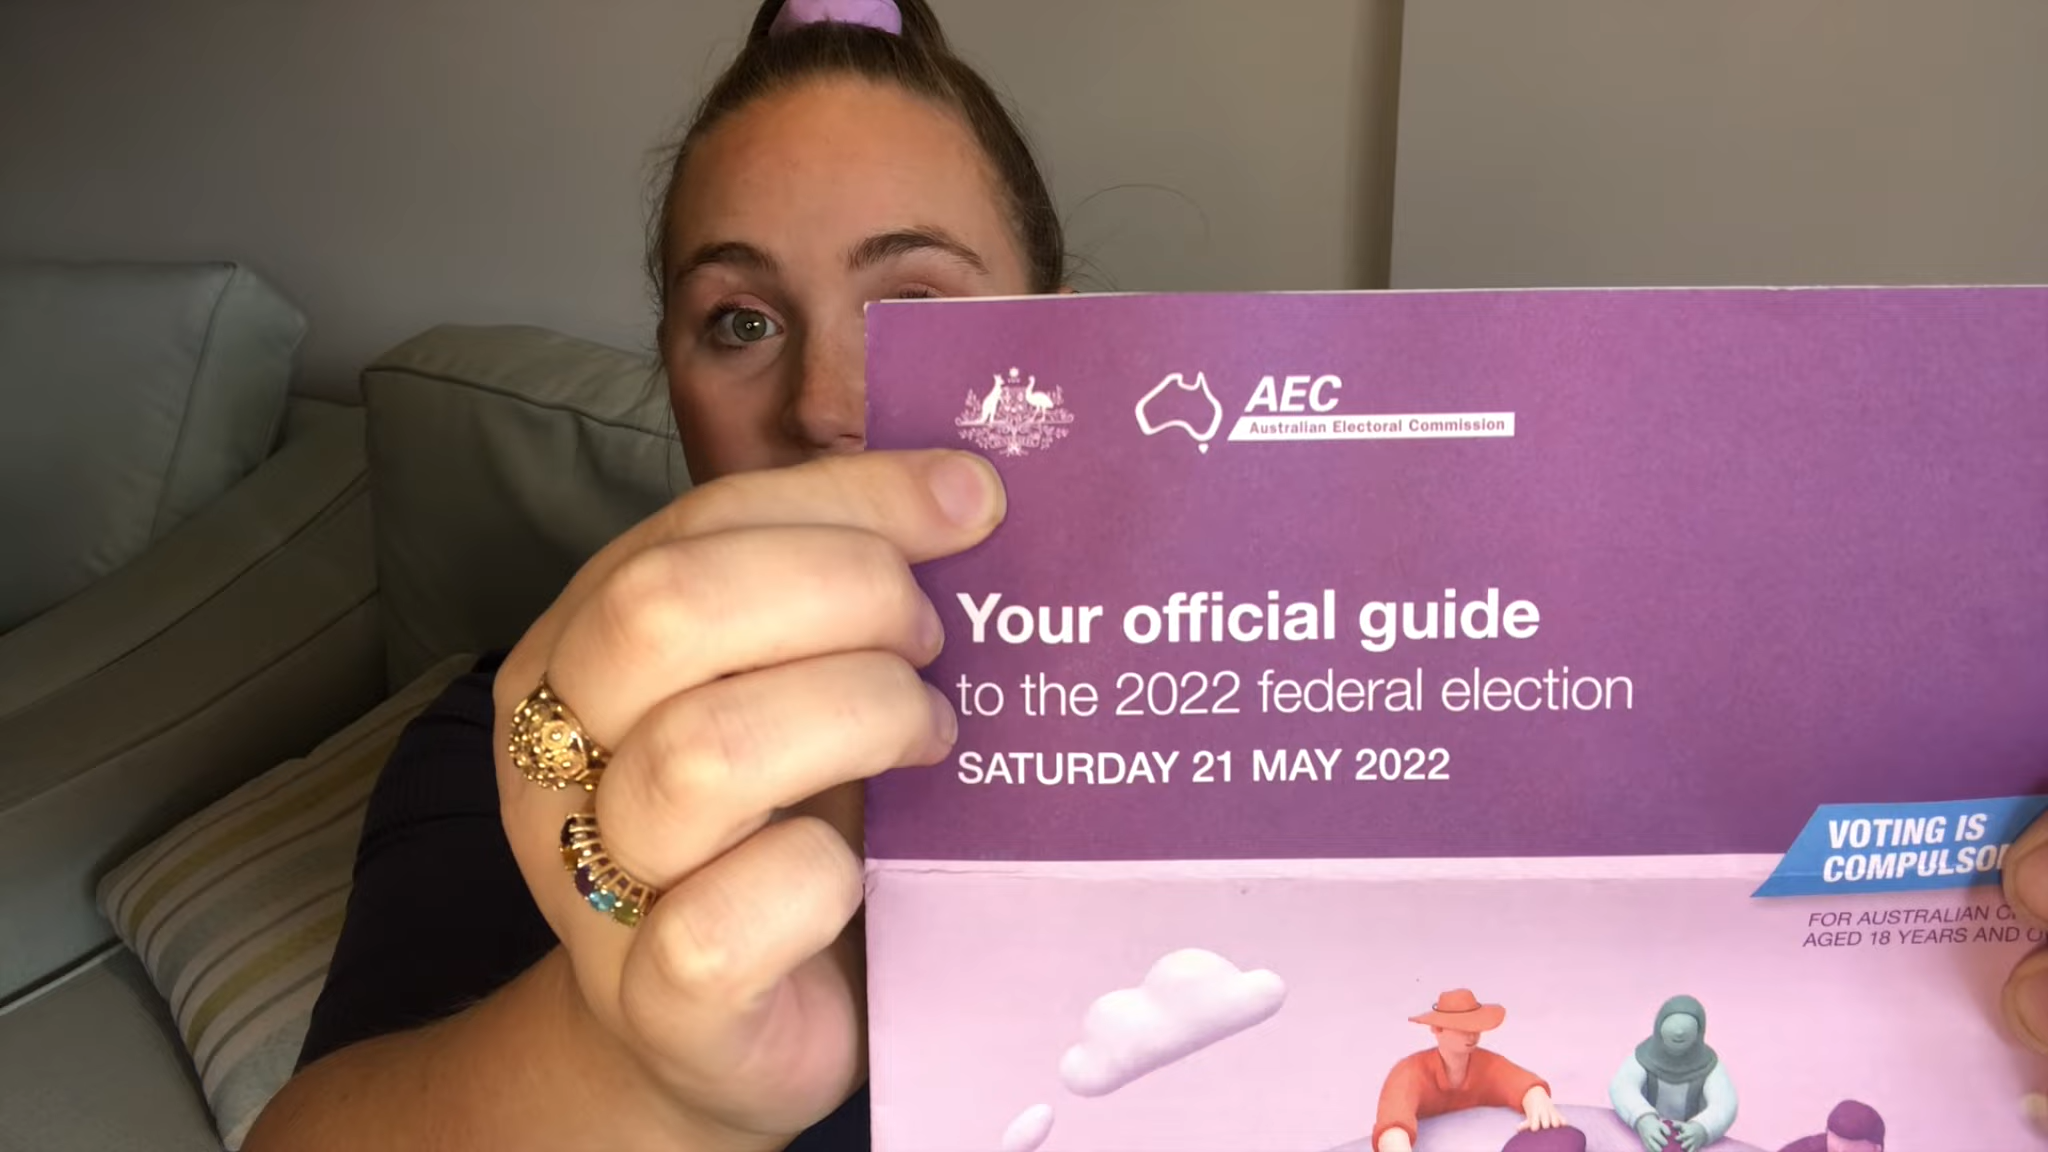 AEC
Australian Electoral Commission
Your official guide
to the 2022 federal election
SATURDAY 21 MAY 2022
VOTING IS
FOR AUSTRALIAN
AGED 18 YEARS AND